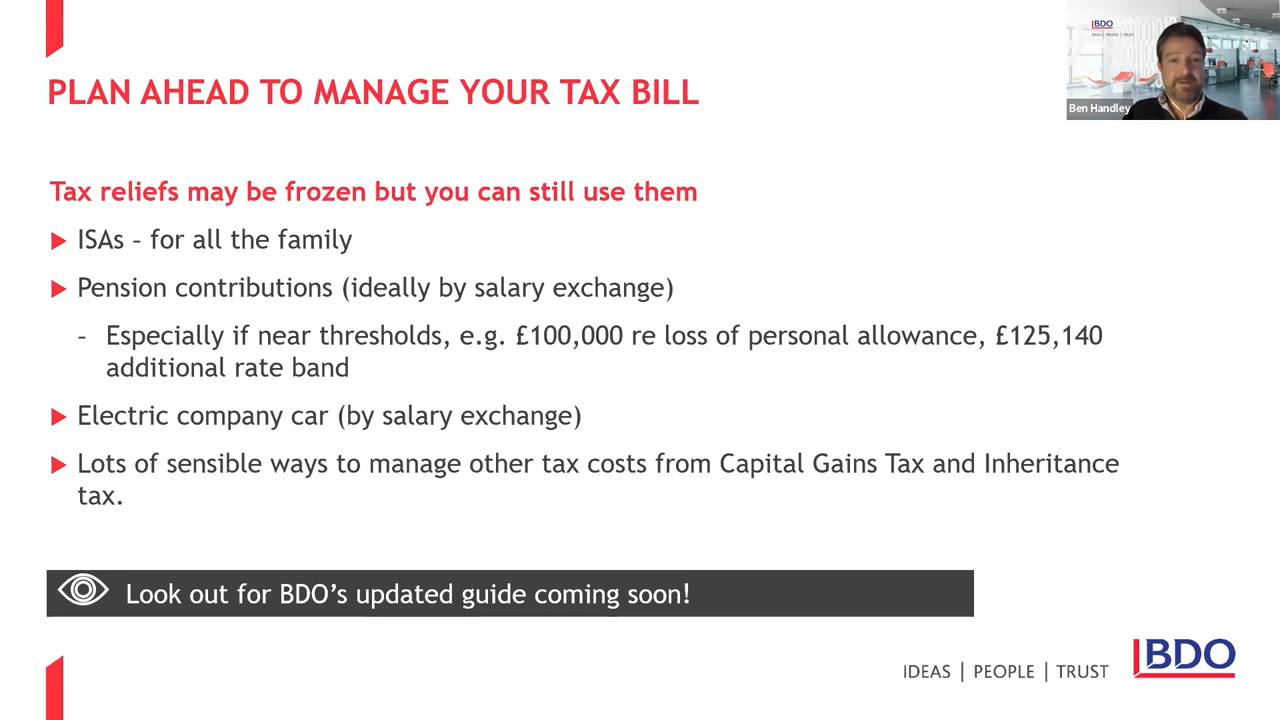 BDO
IDEAS | PEOPLE | TRUST
Ben Handley
PLAN AHEAD TO MANAGE YOUR TAX BILL
Tax reliefs may be frozen but you can still use them
ISAs – for all the family
Pension contributions (ideally by salary exchange)
– Especially if near thresholds, e.g. £100,000 re loss of personal allowance, £125,140
additional rate band
Electric company car (by salary exchange)
Lots of sensible ways to manage other tax costs from Capital Gains Tax and Inheritance
tax.
Look out for BDO’s updated guide coming soon!
IDEAS | PEOPLE | TRUST
BDO